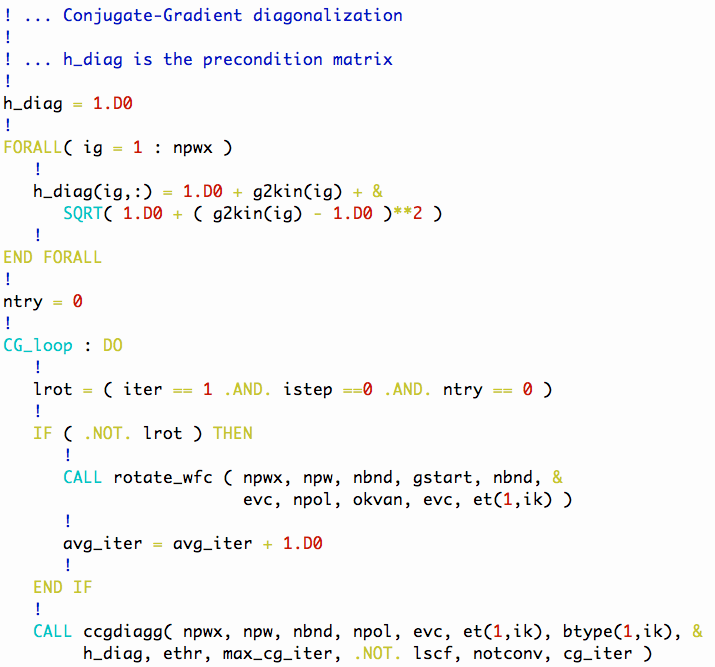 ! ... Conjugate-Gradient diagonalization
!
! ... h_diag is the precondition matrix
!
h_diag = 1.D0
!
FORALL( ig = 1 : npwx )
   !
   h_diag(ig,:) = 1.D0 + g2kin(ig) + &
      SQRT( 1.D0 + ( g2kin(ig) - 1.D0 )**2 )
   !
END FORALL
!
ntry = 0
!
CG_loop : DO
   !
   lrot = ( iter == 1 .AND. istep ==0 .AND. ntry == 0 )
   !
   IF ( .NOT. lrot ) THEN
      !
      CALL rotate_wfc ( npwx, npw, nbnd, gstart, nbnd, &
                        evc, npol, okvan, evc, et(1,ik) )
      !
      avg_iter = avg_iter + 1.D0
      !
   END IF
   !
   CALL ccgdiagg( npwx, npw, nbnd, npol, evc, et(1,ik), btype(1,ik), &
        h_diag, ethr, max_cg_iter, .NOT. lscf, notconv, cg_iter )